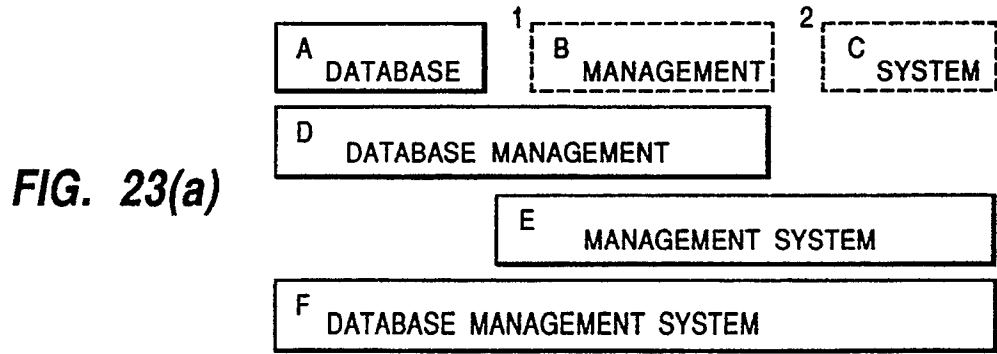 1 2
A DATABASE B MANAGEMENT C SYSTEM
D DATABASE MANAGEMENT
FIG. 23(a)
E MANAGEMENT SYSTEM
F DATABASE MANAGEMENT SYSTEM